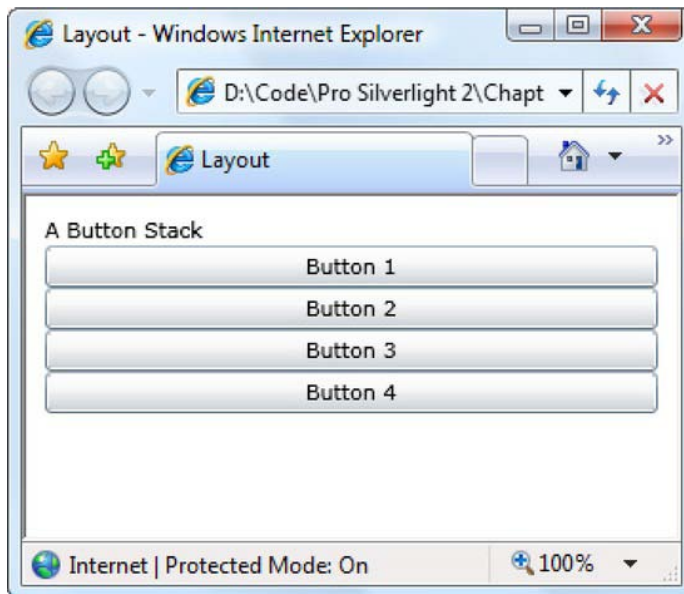 Layout - Windows Internet Explorer
D:\Code\Pro Silverlight 2\Chapt
Layout
A Button Stack
Button 1
Button 2
Button 3
Button 4
Internet | Protected Mode: On
100%